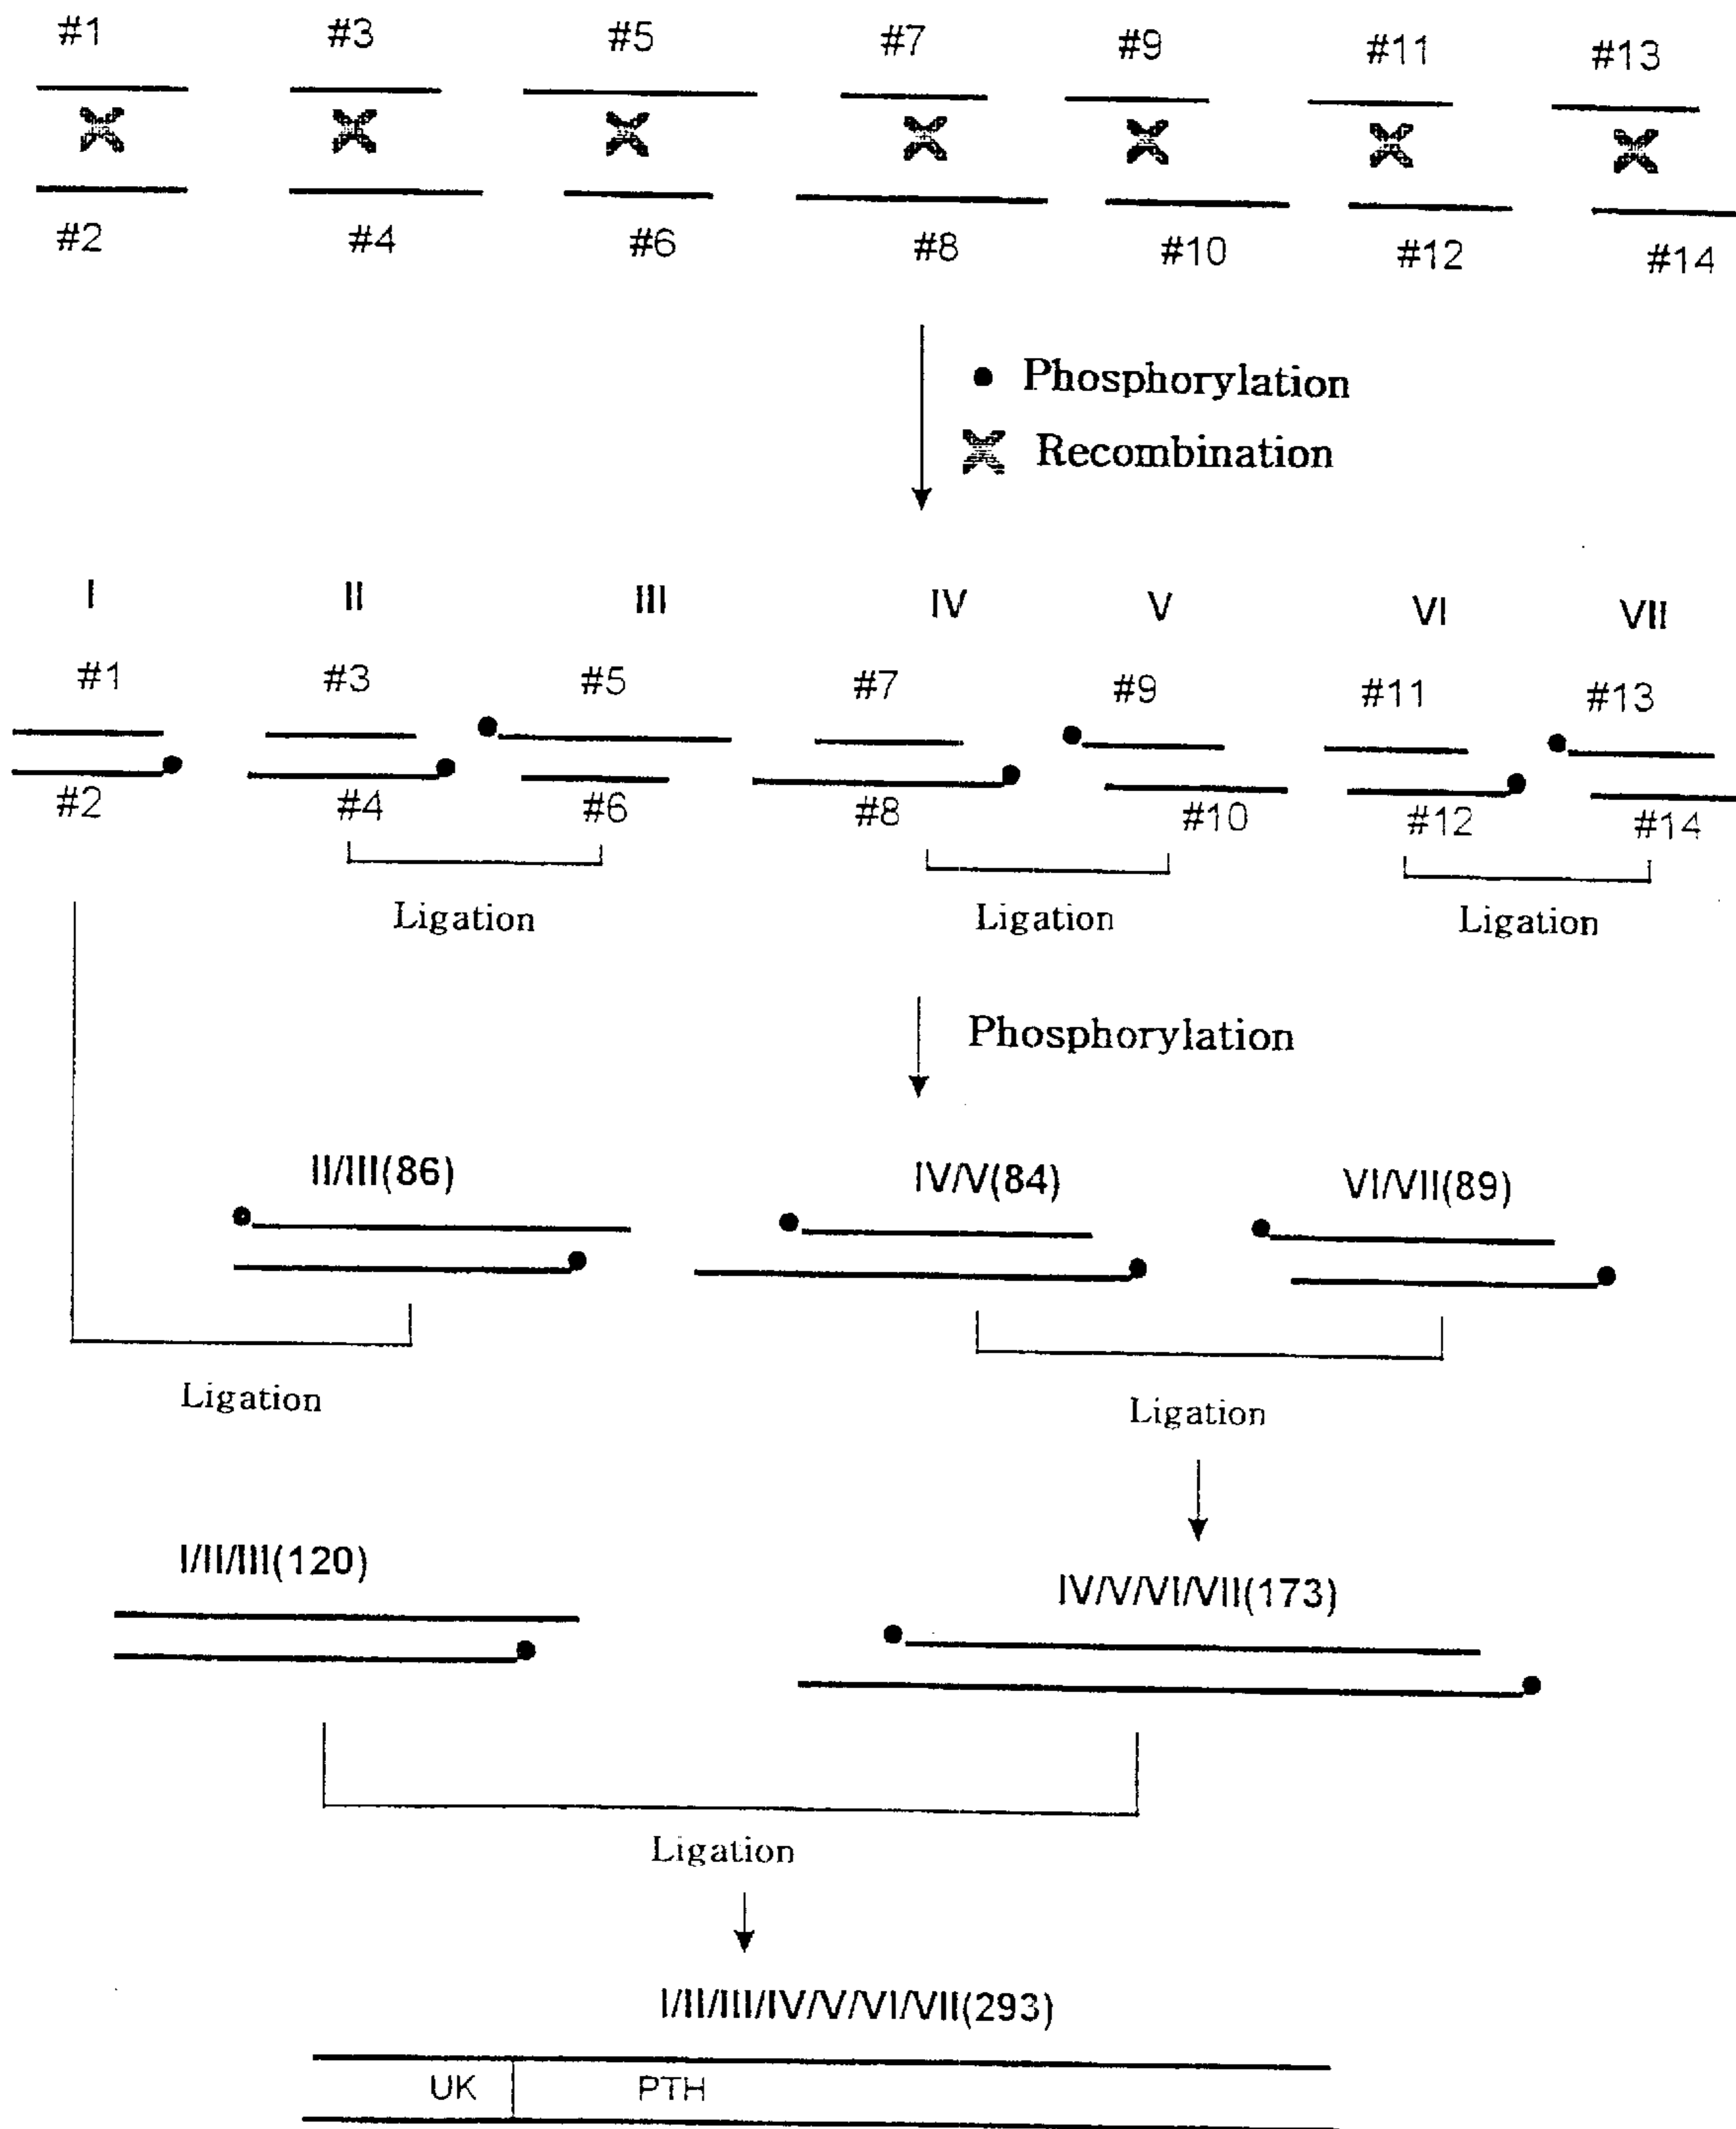 #1 #3 #5 #7 #9 #11 #13
#2 #4 #6 #8 #10 #12 #14
Phosphorylation
Recombination
I II III IV V VI VII
#1 #3 #5 #7 #9 #11 #13
#2 #4 #6 #8 #10 #12 #14
Ligation Ligation Ligation
Phosphorylation
II/III(86) IV/V(84) VI/VII(89)
Ligation Ligation
I/II/III(120) IV/V/VI/VII(173)
Ligation
I/II/III/IV/V/VI/VII(293)
UK PTH